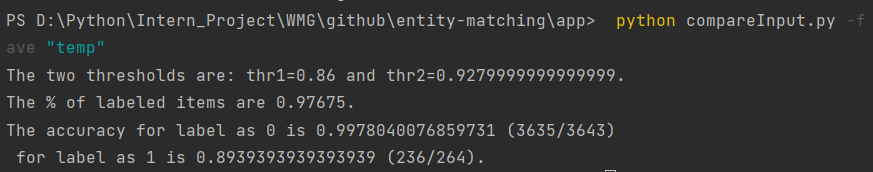 PS D:\Python\Intern_Project\WMG\github\entity-matching\app>  python compareInput.py -f
ave "temp"
The two thresholds are: thr1=0.86 and thr2=0.9279999999999999.
The % of labeled items are 0.97675.
The accuracy for label as 0 is 0.9978040076859731 (3635/3643)
 for label as 1 is 0.8939393939393939 (236/264).